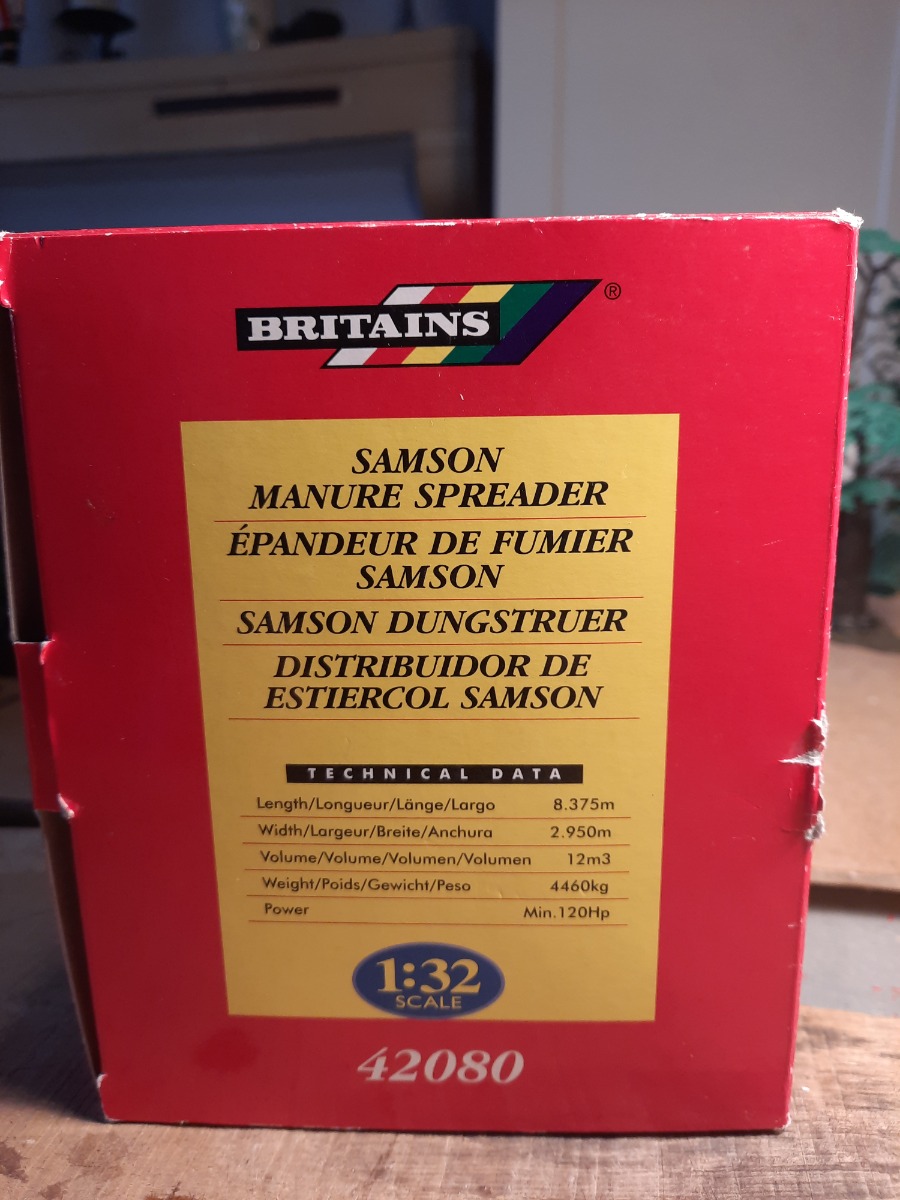 BRITAINS ®
SAMSON
MANURE SPREADER
ÉPANDEUR DE FUMIER
SAMSON
SAMSON DUNGSTRUER
DISTRIBUIDOR DE
ESTIERCOL SAMSON
TECHNICAL DATA
Length/Longueur/Länge/Largo 8.375m
Width/Largeur/Breite/Anchura 2.950m
Volume/Volume/Volumen/Volumen 12m3
Weight/Poids/Gewicht/Peso 4460kg
Power Min.120Hp
1:32
SCALE
42080